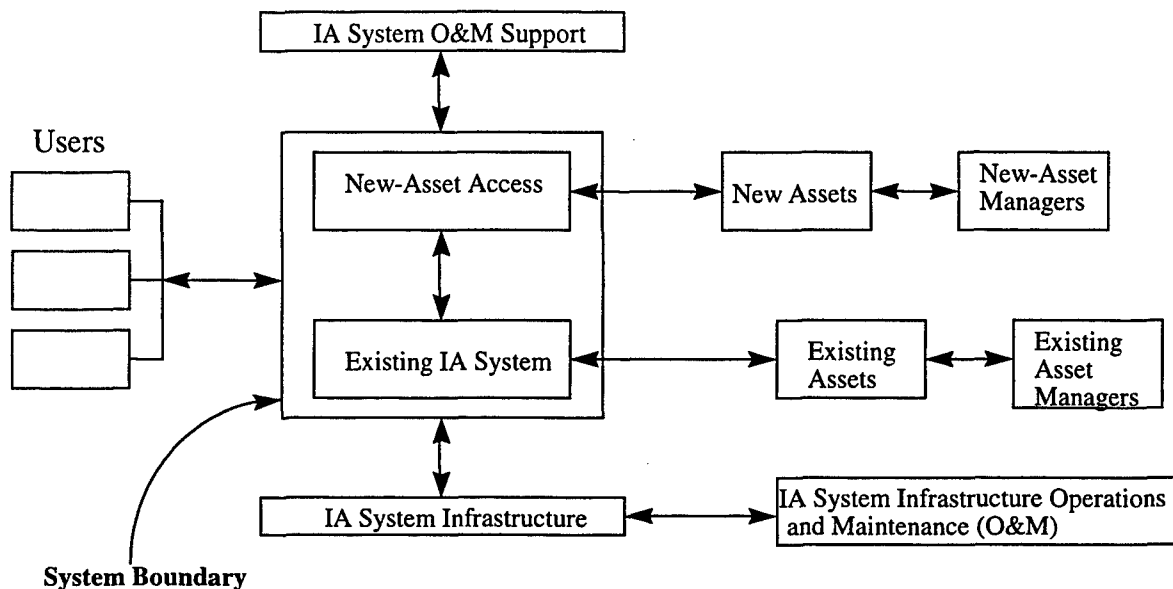 IA System O&M Support
Users
New-Asset Access
New Assets
New-Asset
Managers
Existing IA System
Existing
Assets
Existing
Asset
Managers
IA System Infrastructure
IA System Infrastructure Operations
and Maintenance (O&M)
System Boundary